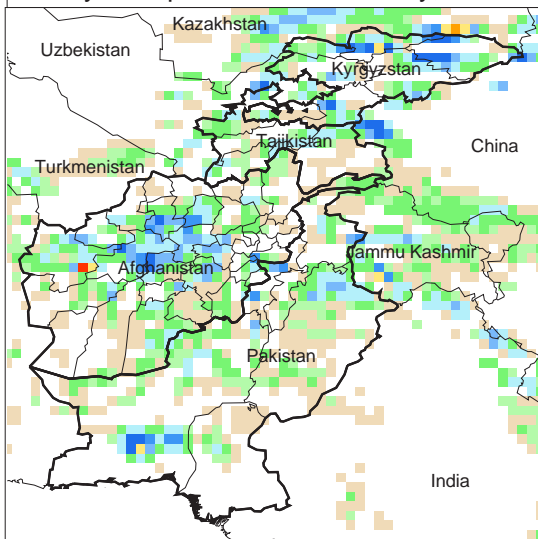 Kazakhstan
Uzbekistan
Kyrgyzstan
Tajikistan
China
Turkmenistan
Jammu Kashmir
Afghanistan
Pakistan
India